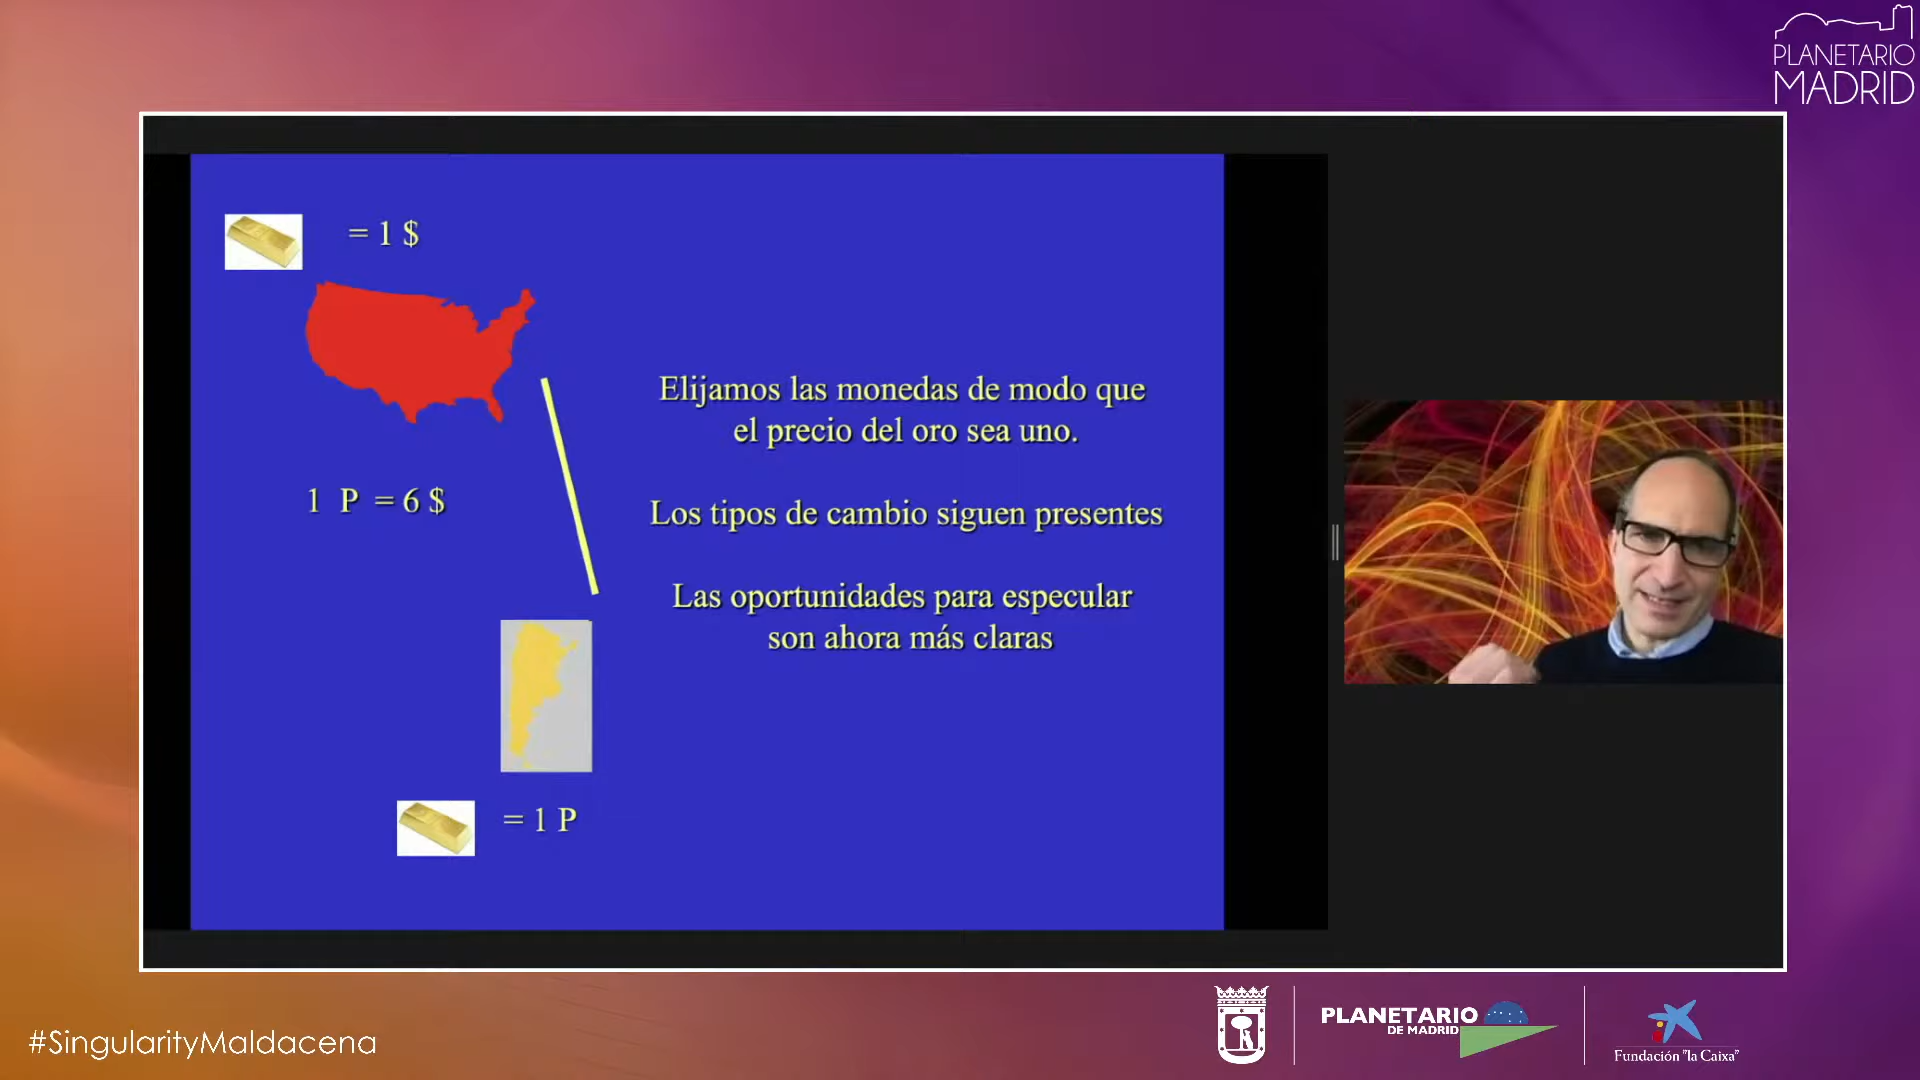 PLANETARIO
MADRID
= 1 $
1 P = 6 $
Elijamos las monedas de modo que
el precio del oro sea uno.
Los tipos de cambio siguen presentes
Las oportunidades para especular
son ahora más claras
= 1 P
#SingularityMaldacena
PLANETARIO
DE MADRID
Fundación "la Caixa"